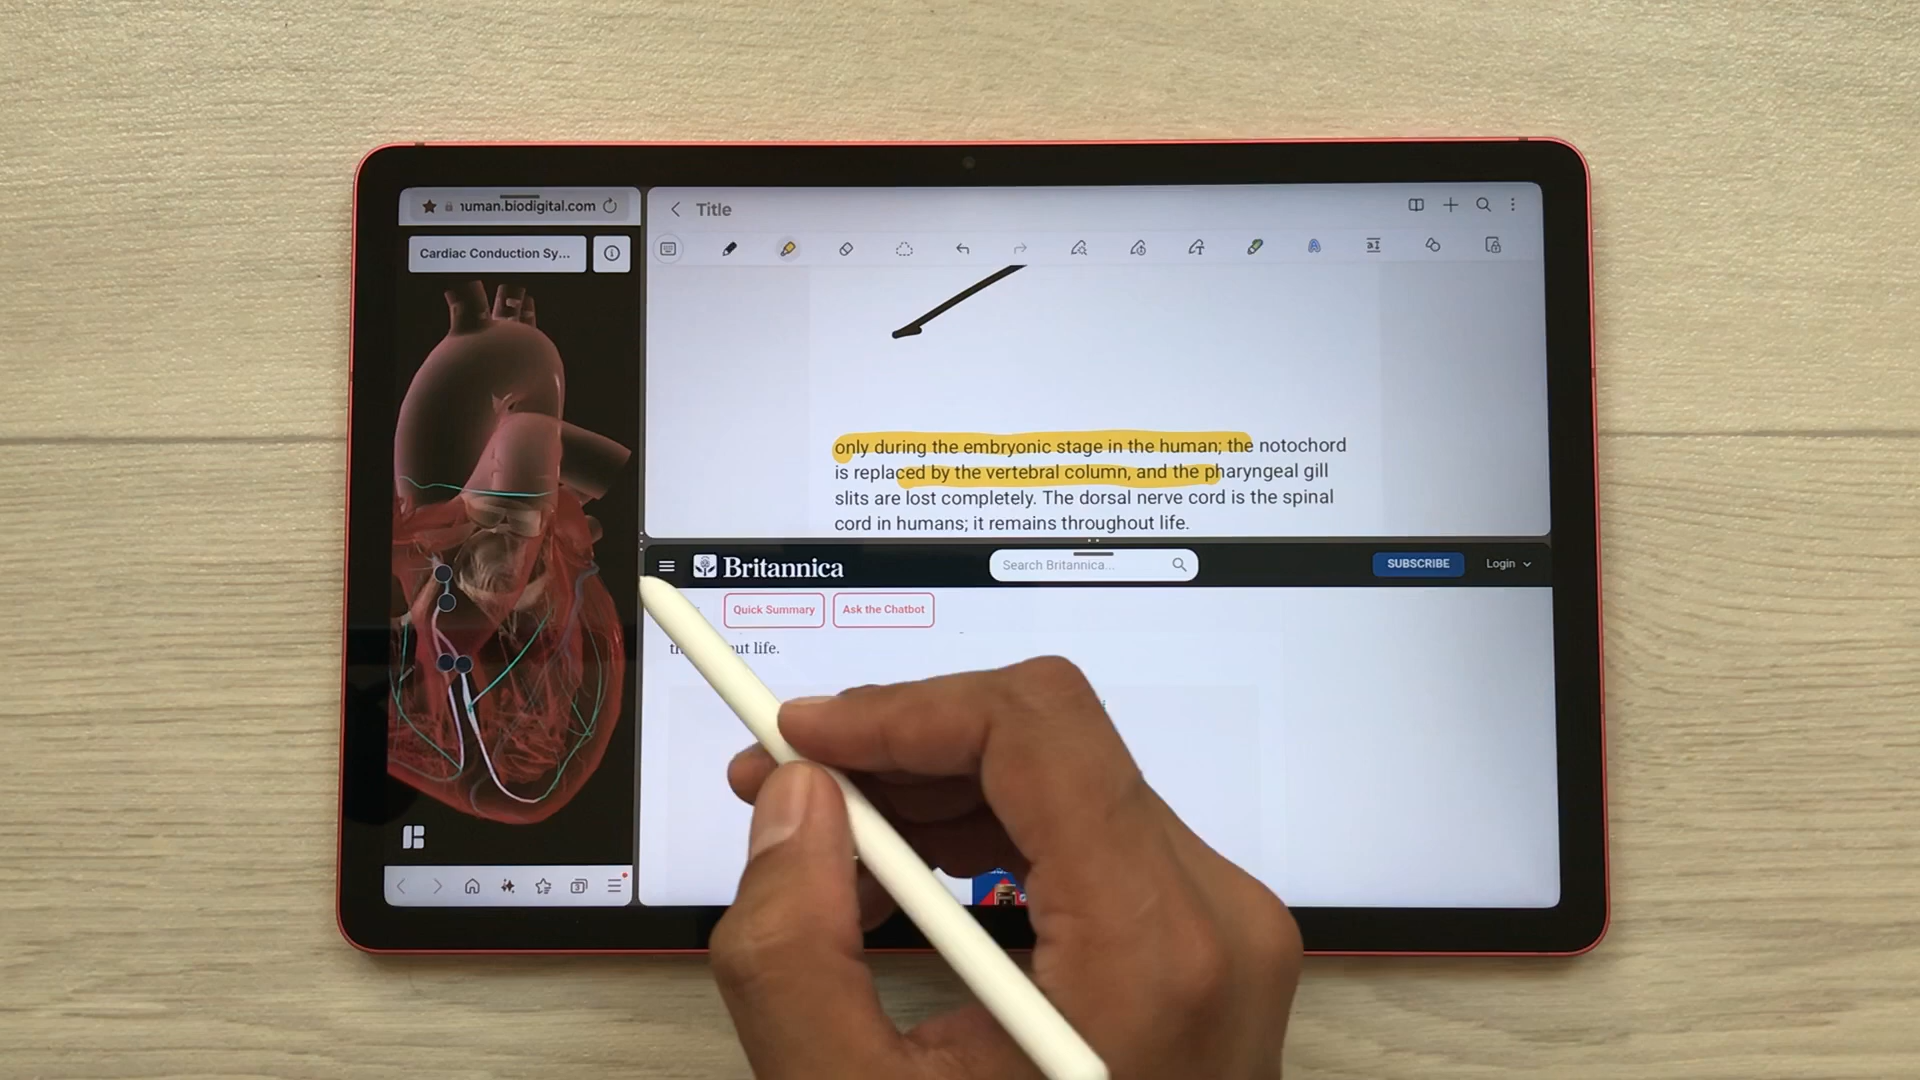 uman.biodigital.com
Cardiac Conduction Sy...
Title
only during the embryonic stage in the human; the notochord
is replaced by the vertebral column, and the pharyngeal gill
slits are lost completely. The dorsal nerve cord is the spinal
cord in humans; it remains throughout life.
Britannica
Search Britannica...
SUBSCRIBE
Login
Quick Summary
Ask the Chatbot
ut life.